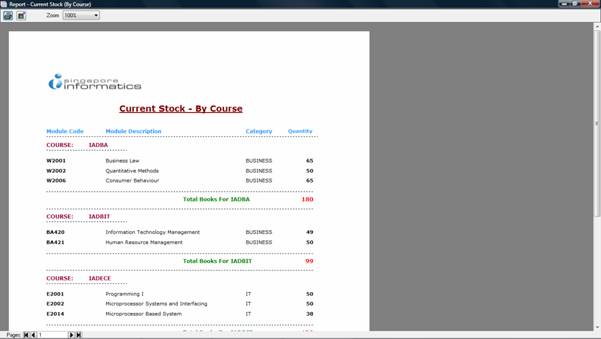 Report - Current Stock (By Course)
Zoom 100%
singapore
informatics
Current Stock - By Course
Module Code Module Description Category Quantity
COURSE: IADBA
W2001 Business Law BUSINESS 65
W2002 Quantitative Methods BUSINESS 50
W2006 Consumer Behaviour BUSINESS 65
Total Books For IADBA 180
COURSE: IADBIT
BA420 Information Technology Management BUSINESS 49
BA421 Human Resource Management BUSINESS 50
Total Books For IADBIT 99
COURSE: IADECE
E2001 Programming I IT 50
E2002 Microprocessor Systems and Interfacing IT 50
E2014 Microprocessor Based System IT 38
Pages: 1